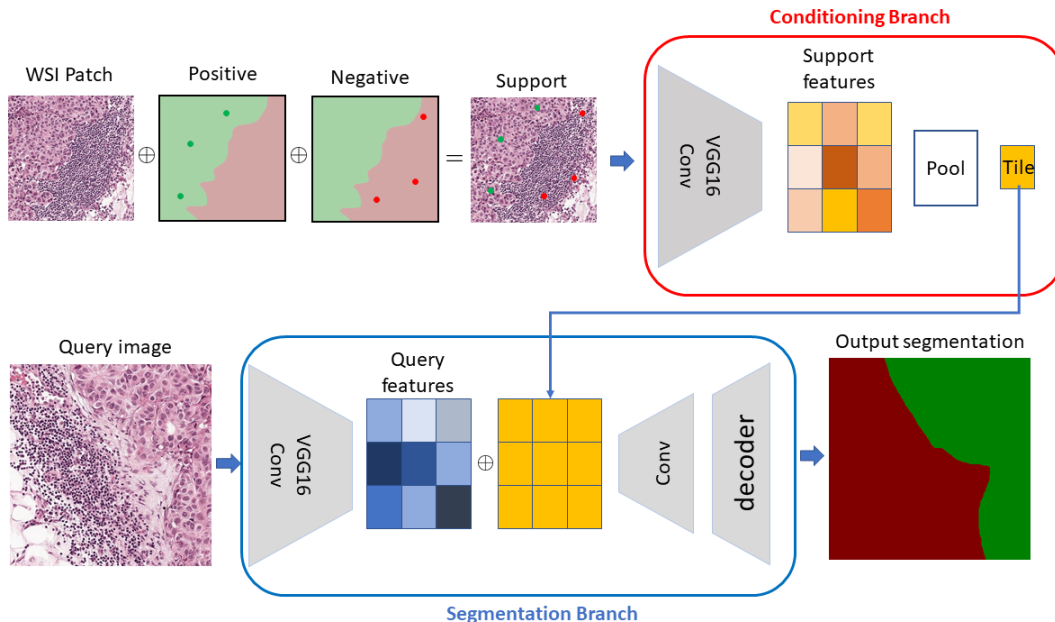 Conditioning Branch
WSI Patch
Positive
Negative
Support
⊕
⊕
=
VGG16
Conv
Support
features
Pool
Tile
Query image
VGG16
Conv
Query
features
⊕
Conv
decoder
Output segmentation
Segmentation Branch